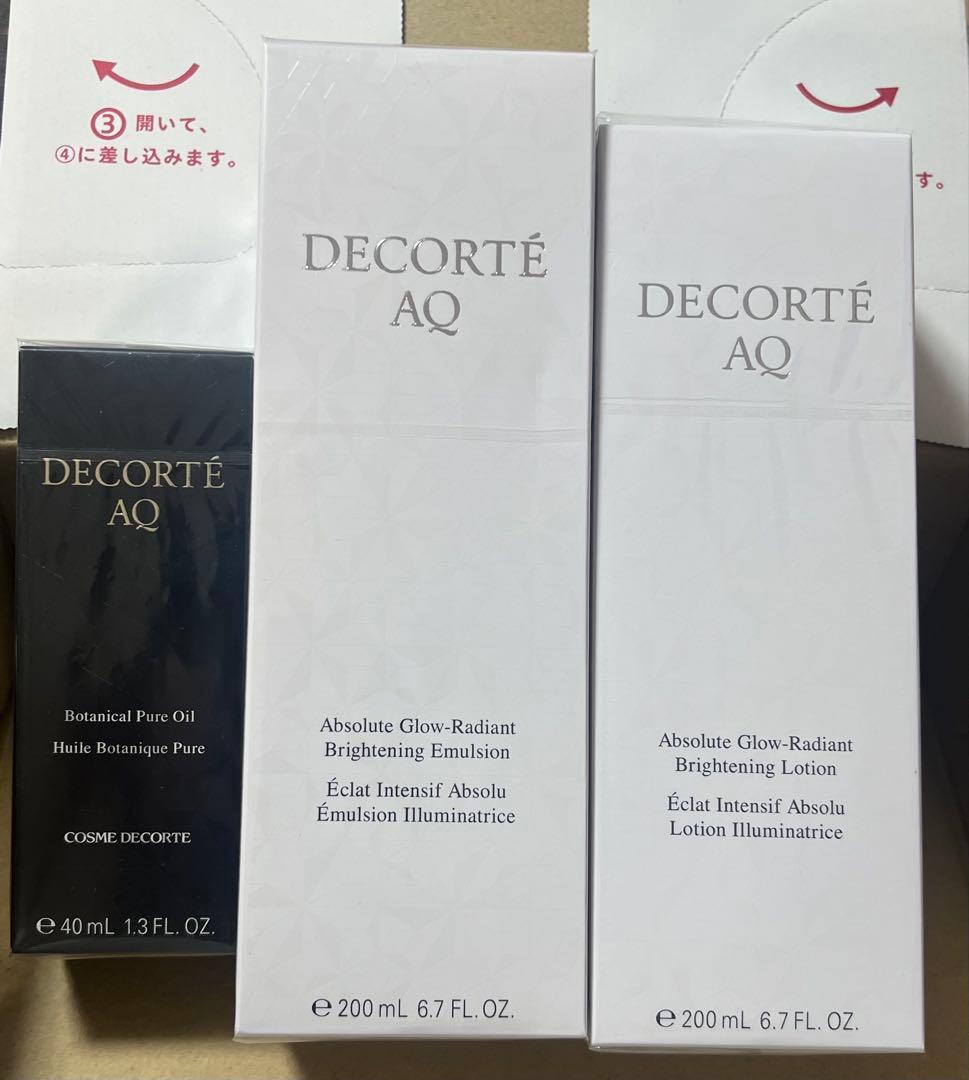 ③ 開いて、
④に差し込みます。
す。
DECORTÉ
AQ
Botanical Pure Oil
Huile Botanique Pure
COSME DECORTE
℮ 40 mL 1.3 FL. OZ.
DECORTÉ
AQ
Absolute Glow-Radiant
Brightening Emulsion
Éclat Intensif Absolu
Émulsion Illuminatrice
℮ 200 mL 6.7 FL. OZ.
DECORTÉ
AQ
Absolute Glow-Radiant
Brightening Lotion
Éclat Intensif Absolu
Lotion Illuminatrice
℮ 200 mL 6.7 FL. OZ.